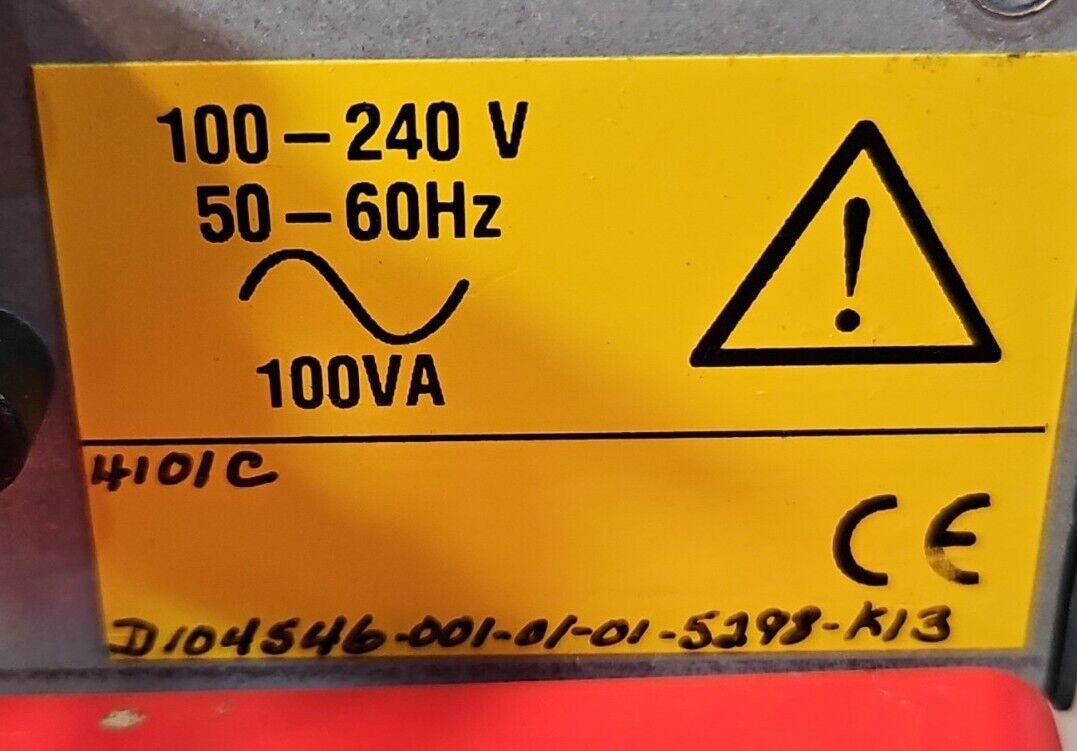 100 – 240 V
50 – 60Hz
100VA
4101C
CE
D104546-001-01-01-5298-K13